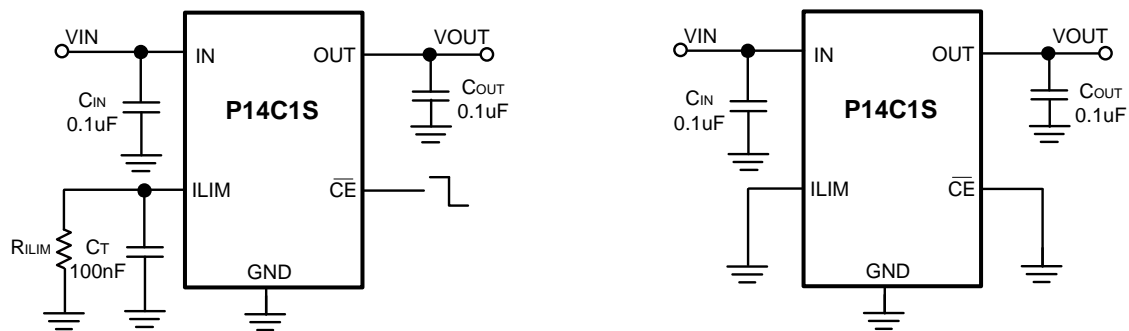 VIN
IN
OUT
VOUT
CIN
0.1uF
P14C1S
COUT
0.1uF
ILIM
CE
RILIM
CT
100nF
GND
VIN
IN
OUT
VOUT
CIN
0.1uF
P14C1S
COUT
0.1uF
ILIM
CE
GND